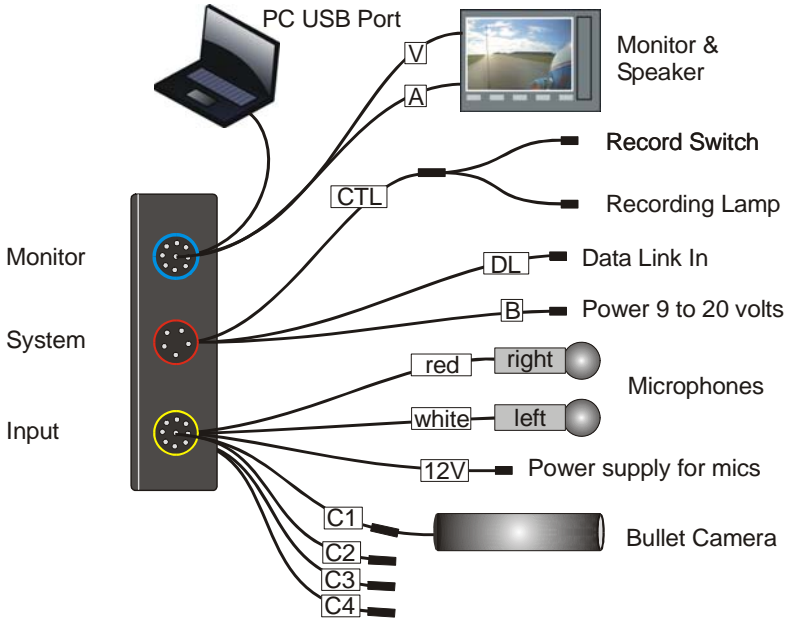 PC USB Port
V
Monitor &
Speaker
A
Record Switch
CTL
Recording Lamp
Monitor
DL
Data Link In
B
Power 9 to 20 volts
System
red
right
Microphones
white
left
Input
12V
Power supply for mics
C1
Bullet Camera
C2
C3
C4